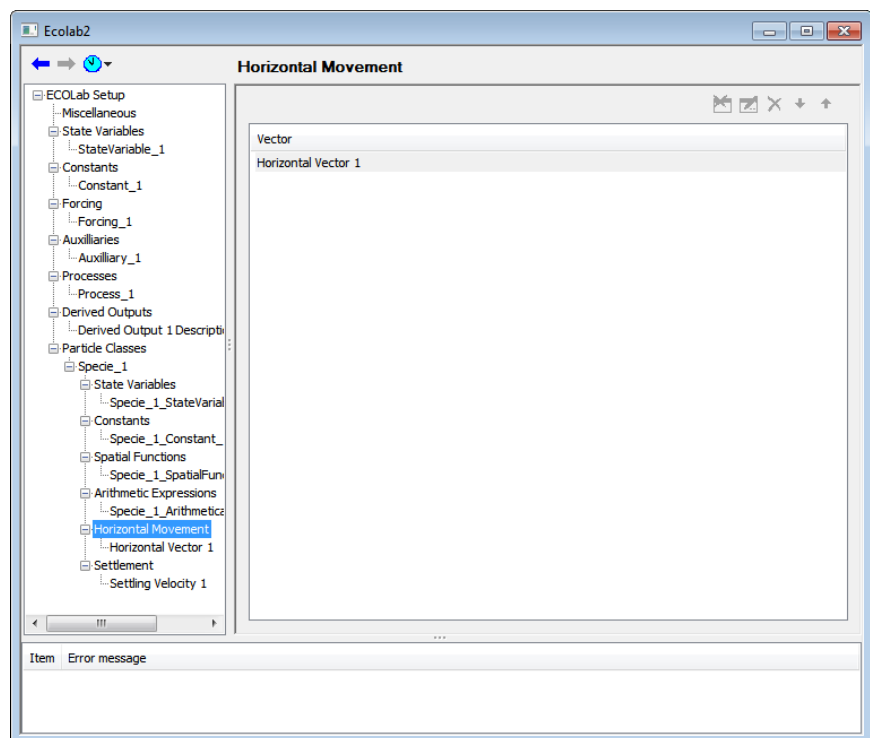 Ecolab2
Horizontal Movement
ECOLab Setup
Miscellaneous
State Variables
StateVariable_1
Constants
Constant_1
Forcing
Forcing_1
Auxilliaries
Auxilliary_1
Processes
Process_1
Derived Outputs
Derived Output 1 Descripti
Particle Classes
Specie_1
State Variables
Specie_1_StateVarial
Constants
Specie_1_Constant_
Spatial Functions
Specie_1_SpatialFun
Arithmetic Expressions
Specie_1_Arithmetica
Horizontal Movement
Horizontal Vector 1
Settlement
Settling Velocity 1
Vector
Horizontal Vector 1
Item Error message